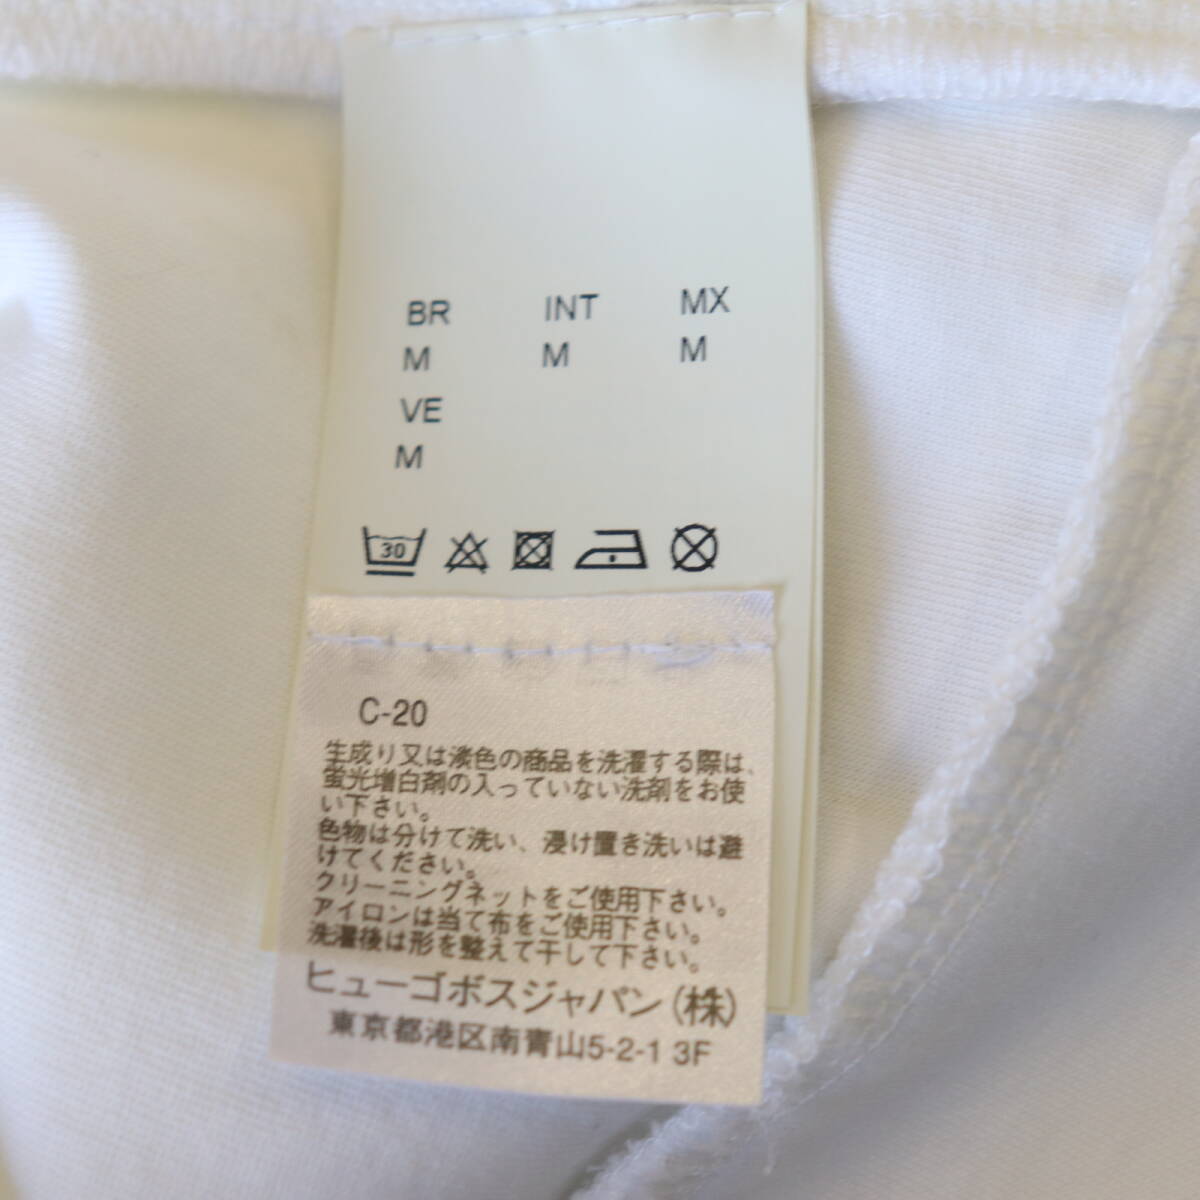 BR INT MX
M M M
VE
M
30
C-20
生成り又は淡色の商品を洗濯する際は、
蛍光増白剤の入っていない洗剤をお使
い下さい。
色物は分けて洗い、浸け置き洗いは避
けてください。
クリーニングネットをご使用下さい。
アイロンは当て布をご使用下さい。
洗濯後は形を整えて干して下さい。
ヒューゴボスジャパン(株)
東京都港区南青山5-2-1 3F